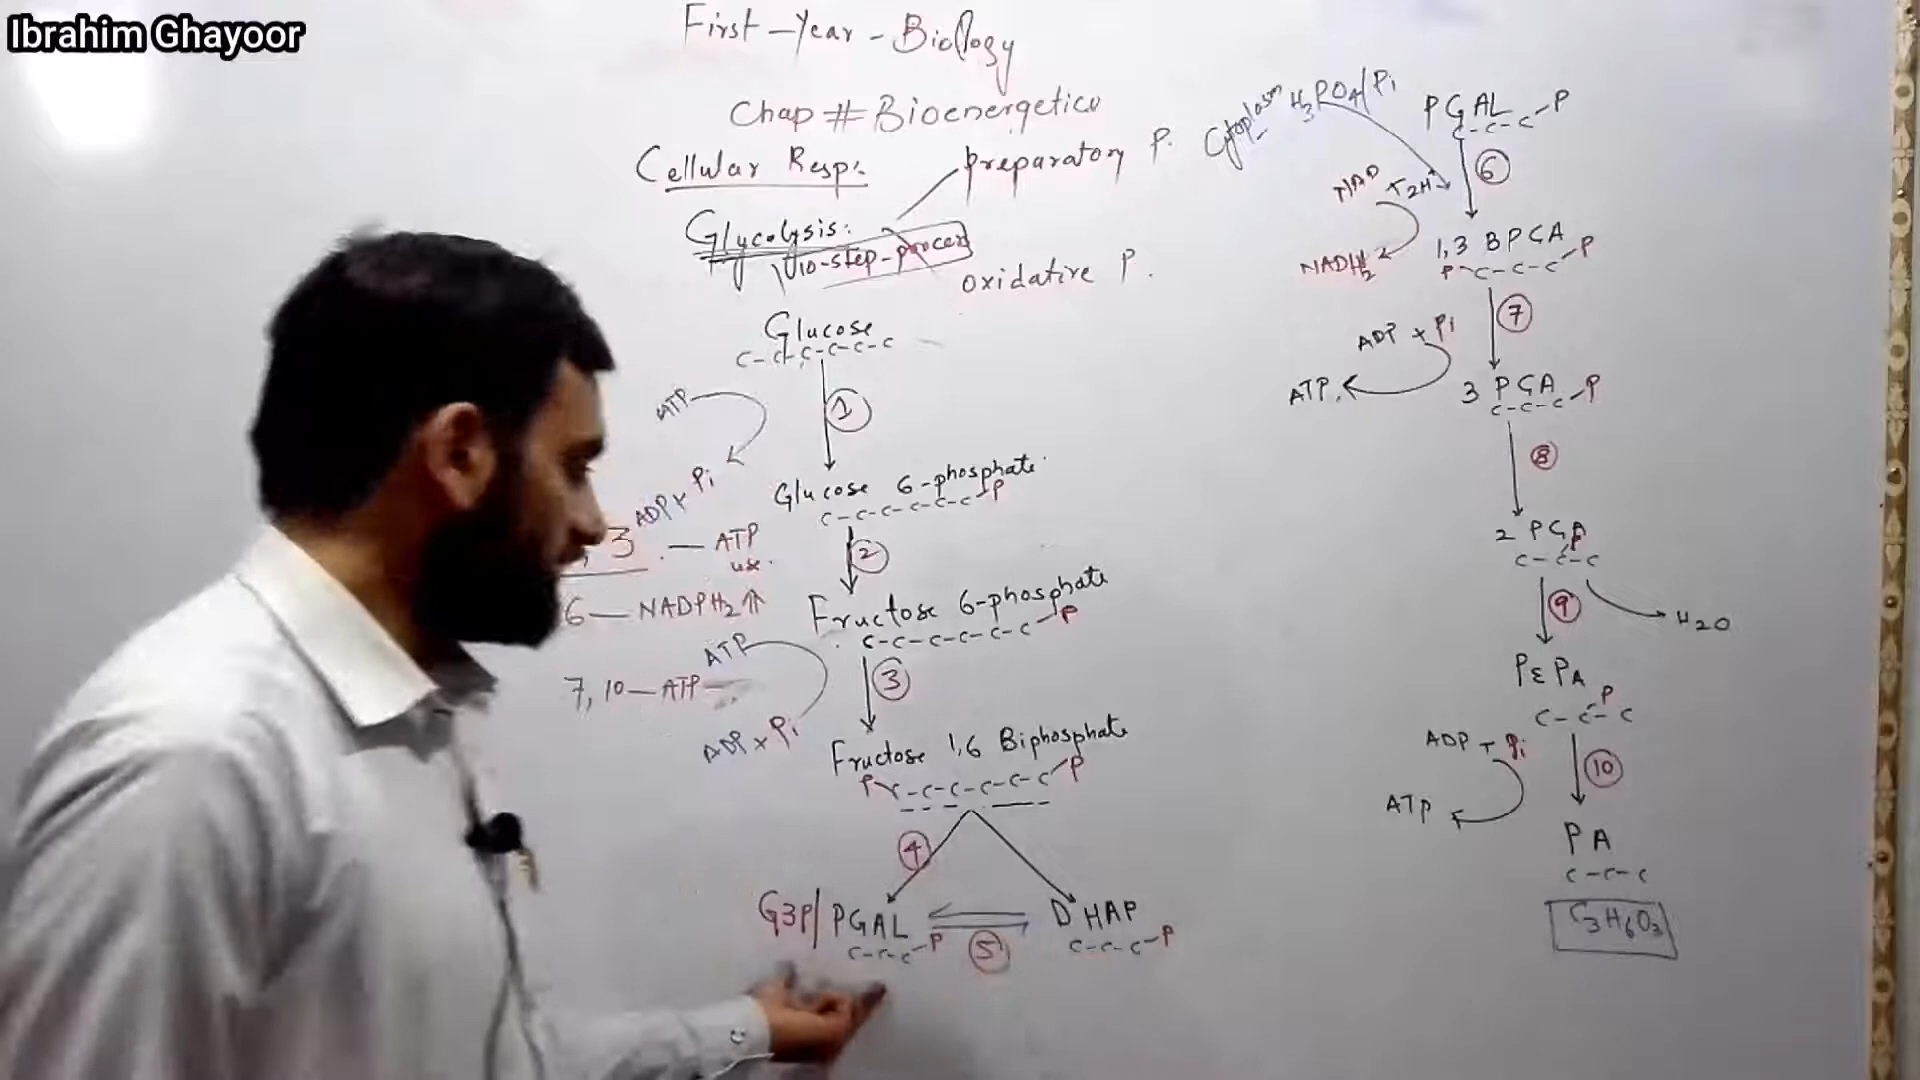 Ibrahim Ghayoor
First-Year-Biology
Chap # Bioenergetics
Cellular Resp:
preparatory P.
Glycolysis:
10-step-process
oxidative P.
Glucose
C-C-C-C-C-C
ATP
1
ADP + Pi
Glucose 6-phosphate
C-C-C-C-C-C-P
, 3 - ATP
use.
2
6 - NADPH2 ⇈
Fructose 6-phosphate
C-C-C-C-C-C-P
ATP
3
7, 10 - ATP
ADP + Pi
Fructose 1,6 Biphosphate
P-C-C-C-C-C-C-P
4
G3P/PGAL
C-C-C-P
5
DHAP
C-C-C-P
Cytoplasm
H3PO4/Pi
PGAL
C-C-C-P
6
NAD + 2H+
NADH2
1,3 BPGA
P-C-C-C-P
7
ADP + Pi
ATP.
3 PGA
C-C-C-P
8
2 PGA
P
C-C-C
9
H2O
PEPA
P
C-C-C
ADP + Pi
10
ATP
PA
C-C-C
C3H6O3